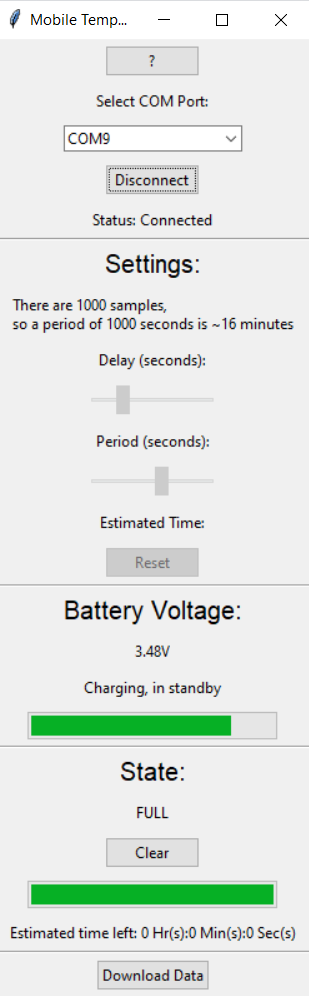 Mobile Temp...
?
Select COM Port:
COM9
Disconnect
Status: Connected
Settings:
There are 1000 samples,
so a period of 1000 seconds is ~16 minutes
Delay (seconds):
Period (seconds):
Estimated Time:
Reset
Battery Voltage:
3.48V
Charging, in standby
State:
FULL
Clear
Estimated time left: 0 Hr(s):0 Min(s):0 Sec(s)
Download Data